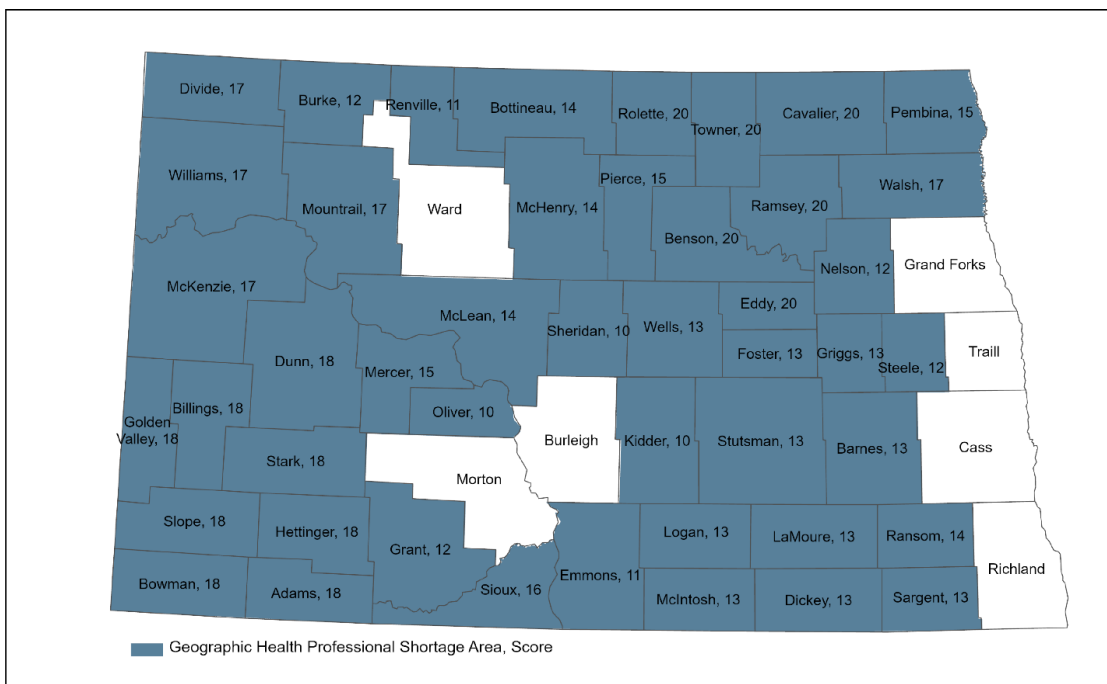 Divide, 17
Burke, 12
Renville, 11
Bottineau, 14
Rolette, 20
Towner, 20
Cavalier, 20
Pembina, 15
Williams, 17
Mountrail, 17
Ward
McHenry, 14
Pierce, 15
Benson, 20
Ramsey, 20
Walsh, 17
McKenzie, 17
Nelson, 12
Grand Forks
Dunn, 18
McLean, 14
Sheridan, 10
Wells, 13
Eddy, 20
Foster, 13
Griggs, 13
Steele, 12
Traill
Mercer, 15
Oliver, 10
Golden
Valley, 18
Billings, 18
Stark, 18
Morton
Burleigh
Kidder, 10
Stutsman, 13
Barnes, 13
Cass
Slope, 18
Hettinger, 18
Grant, 12
Logan, 13
LaMoure, 13
Ransom, 14
Richland
Bowman, 18
Adams, 18
Sioux, 16
Emmons, 11
McIntosh, 13
Dickey, 13
Sargent, 13
Geographic Health Professional Shortage Area, Score